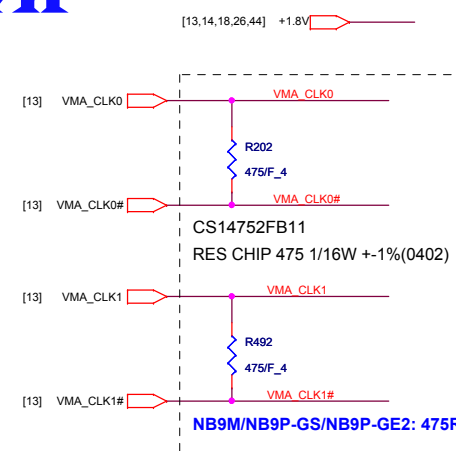 [13,14,18,26,44] +1.8V
[13] VMA_CLK0 VMA_CLK0
R202
475/F_4
[13] VMA_CLK0# VMA_CLK0#
CS14752FB11
RES CHIP 475 1/16W +-1%(0402)
[13] VMA_CLK1 VMA_CLK1
R492
475/F_4
[13] VMA_CLK1# VMA_CLK1#
NB9M/NB9P-GS/NB9P-GE2: 475R